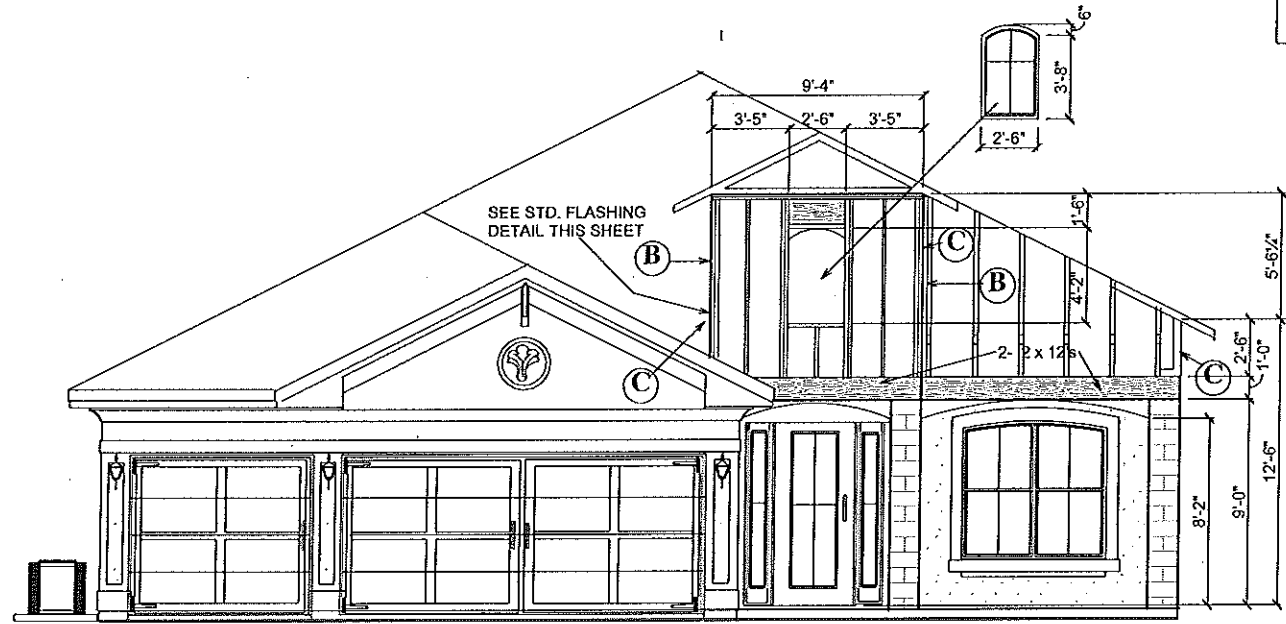 6"
3'-8"
2'-6"
9'-4"
3'-5" 2'-6" 3'-5"
SEE STD. FLASHING
DETAIL THIS SHEET
B
C
B
C
C
1'-6"
4'-2"
5'-6½"
2'-6"
1'-0"
2- 2 x 12's
8'-2"
9'-0"
12'-6"